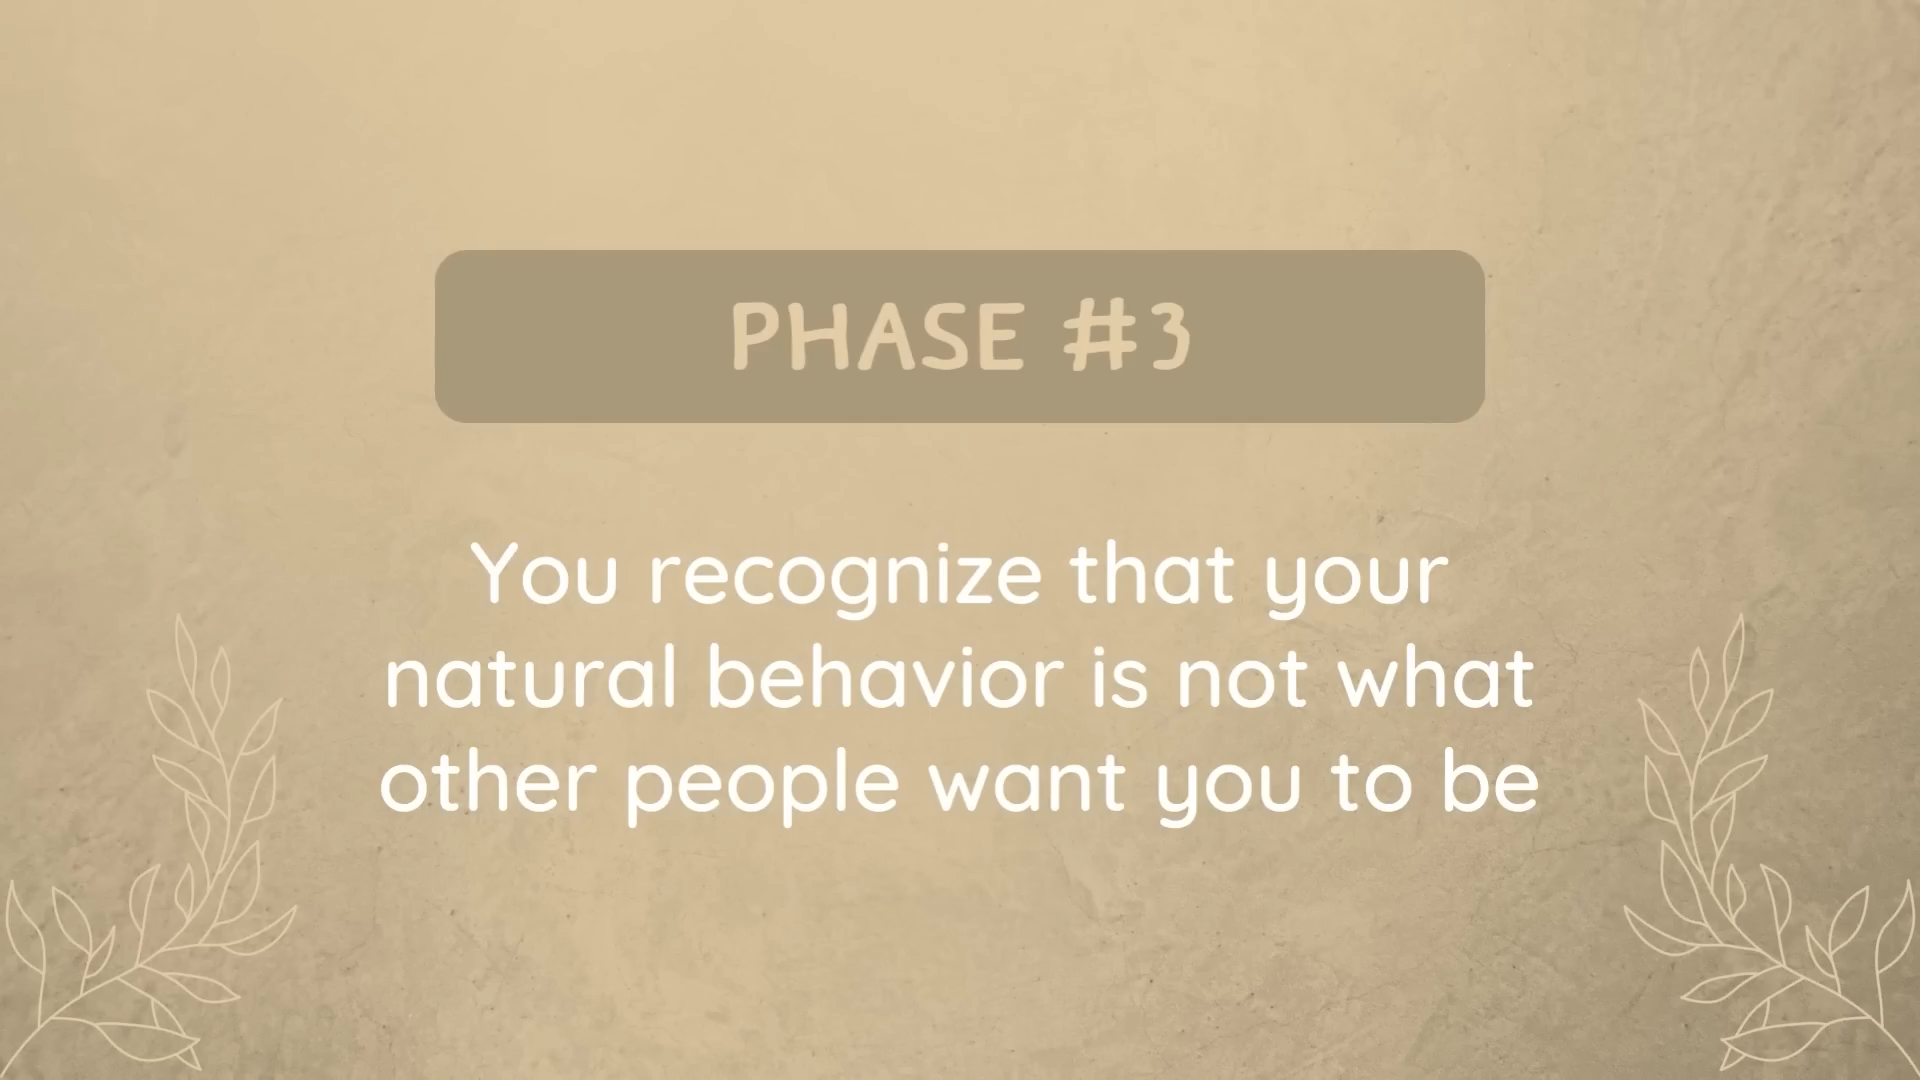 PHASE #3
You recognize that your
natural behavior is not what
other people want you to be